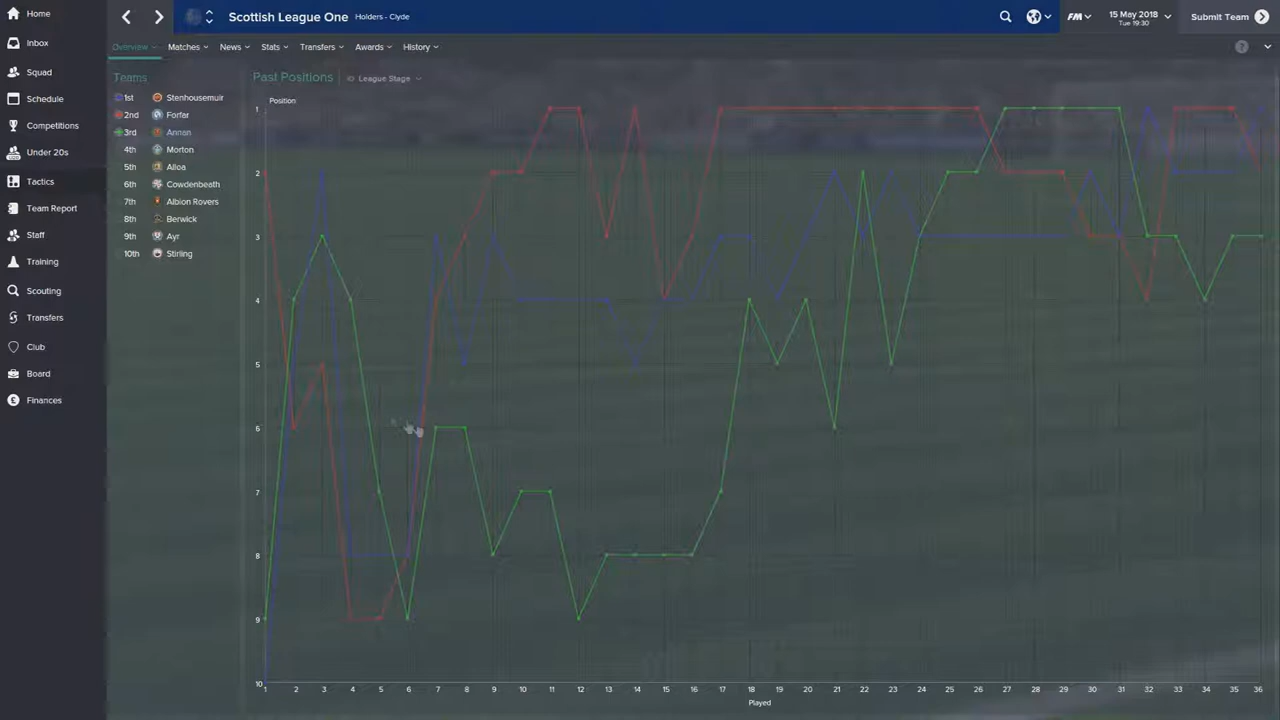 Home
Inbox
Squad
Schedule
Competitions
Under 20s
Tactics
Team Report
Staff
Training
Scouting
Transfers
Club
Board
Finances
Scottish League One Holders - Clyde
FM
15 May 2018
Tue 19:30
Submit Team
Overview Matches News Stats Transfers Awards History
?
Teams
1st Stenhousemuir
2nd Forfar
3rd Annan
4th Morton
5th Alloa
6th Cowdenbeath
7th Albion Rovers
8th Berwick
9th Ayr
10th Stirling
Past Positions League Stage
Position
1
2
3
4
5
6
7
8
9
10
1 2 3 4 5 6 7 8 9 10 11 12 13 14 15 16 17 18 19 20 21 22 23 24 25 26 27 28 29 30 31 32 33 34 35 36
Played